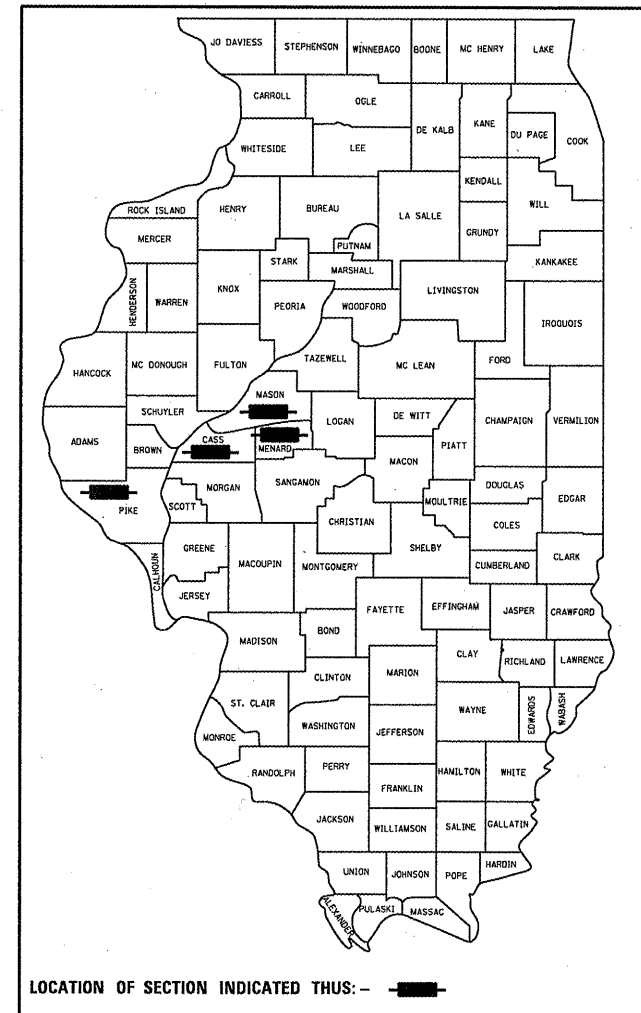 JO DAVIESS
STEPHENSON
WINNEBAGO
BOONE
MC HENRY
LAKE
CARROLL
OGLE
DE KALB
KANE
DU PAGE
COOK
WHITESIDE
LEE
KENDALL
WILL
ROCK ISLAND
HENRY
BUREAU
LA SALLE
GRUNDY
MERCER
PUTNAM
STARK
MARSHALL
KANKAKEE
HENDERSON
WARREN
KNOX
PEORIA
WOODFORD
LIVINGSTON
IROQUOIS
HANCOCK
MC DONOUGH
FULTON
TAZEWELL
MC LEAN
FORD
MASON
SCHUYLER
LOGAN
DE WITT
CHAMPAIGN
VERMILION
ADAMS
BROWN
CASS
MENARD
PIATT
MACON
PIKE
SCOTT
MORGAN
SANGAMON
MOULTRIE
DOUGLAS
EDGAR
CHRISTIAN
COLES
CALHOUN
GREENE
MACOUPIN
MONTGOMERY
SHELBY
CUMBERLAND
CLARK
JERSEY
FAYETTE
EFFINGHAM
JASPER
CRAWFORD
MADISON
BOND
CLAY
RICHLAND
LAWRENCE
CLINTON
MARION
ST. CLAIR
WAYNE
EDWARDS
WABASH
MONROE
WASHINGTON
JEFFERSON
RANDOLPH
PERRY
HAMILTON
WHITE
FRANKLIN
JACKSON
WILLIAMSON
SALINE
GALLATIN
UNION
JOHNSON
POPE
HARDIN
ALEXANDER
PULASKI
MASSAC
LOCATION OF SECTION INDICATED THUS: –